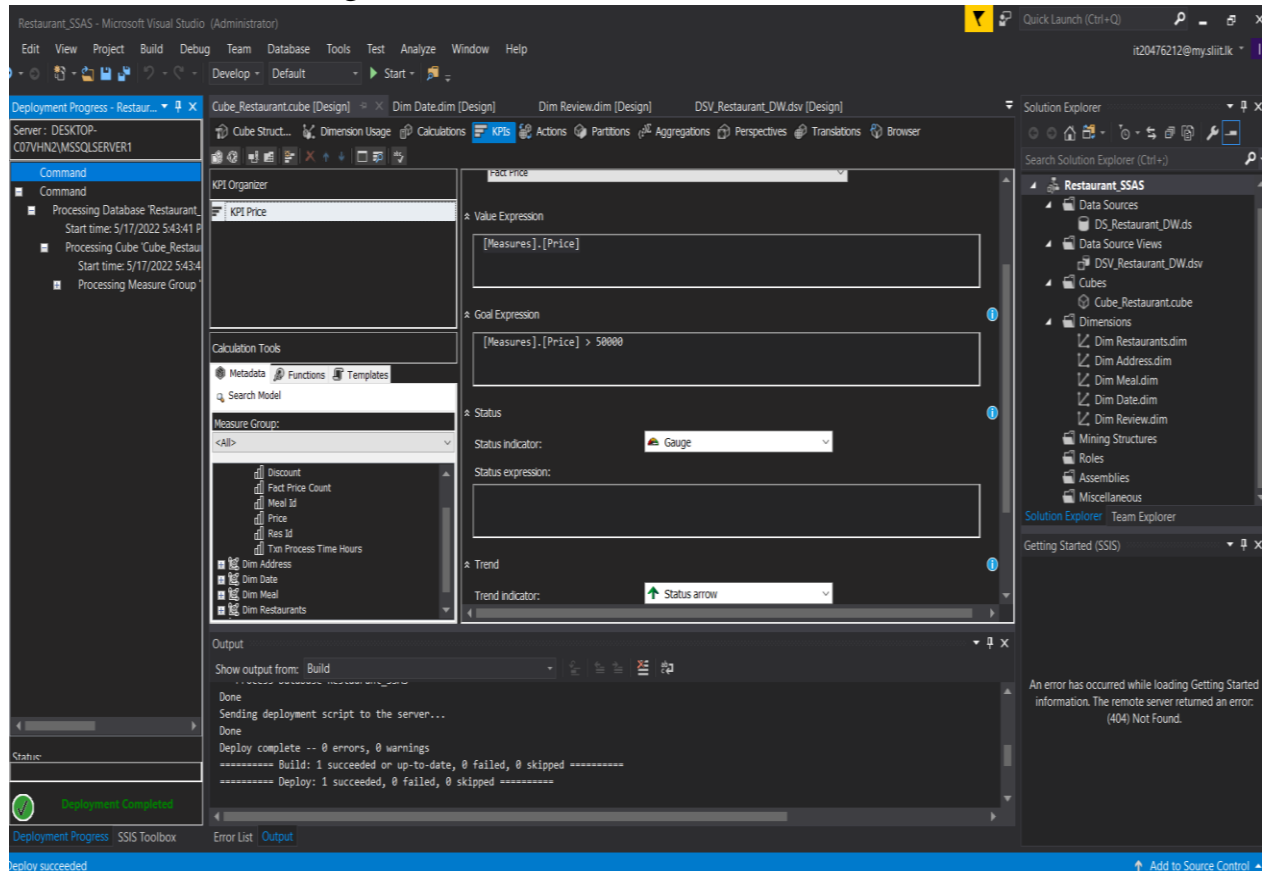 Restaurant_SSAS - Microsoft Visual Studio (Administrator)
Quick Launch (Ctrl+Q)
Edit View Project Build Debug Team Database Tools Test Analyze Window Help
it20476212@my.sliit.lk
Develop Default Start
Deployment Progress - Restaur...
Server : DESKTOP-
C07VHN2\MSSQLSERVER1
Command
Command
Processing Database 'Restaurant_
Start time: 5/17/2022 5:43:41 P
Processing Cube 'Cube_Restau
Start time: 5/17/2022 5:43:4
Processing Measure Group '
Status:
Deployment Completed
Deployment Progress SSIS Toolbox
Cube_Restaurant.cube [Design] Dim Date.dim [Design] Dim Review.dim [Design] DSV_Restaurant_DW.dsv [Design]
Cube Struct... Dimension Usage Calculations KPIs Actions Partitions Aggregations Perspectives Translations Browser
KPI Organizer
KPI Price
Calculation Tools
Metadata Functions Templates
Search Model
Measure Group:
<All>
Discount
Fact Price Count
Meal Id
Price
Res Id
Txn Process Time Hours
Dim Address
Dim Date
Dim Meal
Dim Restaurants
Fact Price
Value Expression
[Measures].[Price]
Goal Expression
[Measures].[Price] > 50000
Status
Status indicator: Gauge
Status expression:
Trend
Trend indicator: Status arrow
Output
Show output from: Build
Process Database Restaurant_SSAS
Done
Sending deployment script to the server...
Done
Deploy complete -- 0 errors, 0 warnings
========== Build: 1 succeeded or up-to-date, 0 failed, 0 skipped ==========
========== Deploy: 1 succeeded, 0 failed, 0 skipped ==========
Error List Output
Solution Explorer
Search Solution Explorer (Ctrl+;)
Restaurant_SSAS
Data Sources
DS_Restaurant_DW.ds
Data Source Views
DSV_Restaurant_DW.dsv
Cubes
Cube_Restaurant.cube
Dimensions
Dim Restaurants.dim
Dim Address.dim
Dim Meal.dim
Dim Date.dim
Dim Review.dim
Mining Structures
Roles
Assemblies
Miscellaneous
Solution Explorer Team Explorer
Getting Started (SSIS)
An error has occurred while loading Getting Started
information. The remote server returned an error:
(404) Not Found.
Deploy succeeded
Add to Source Control